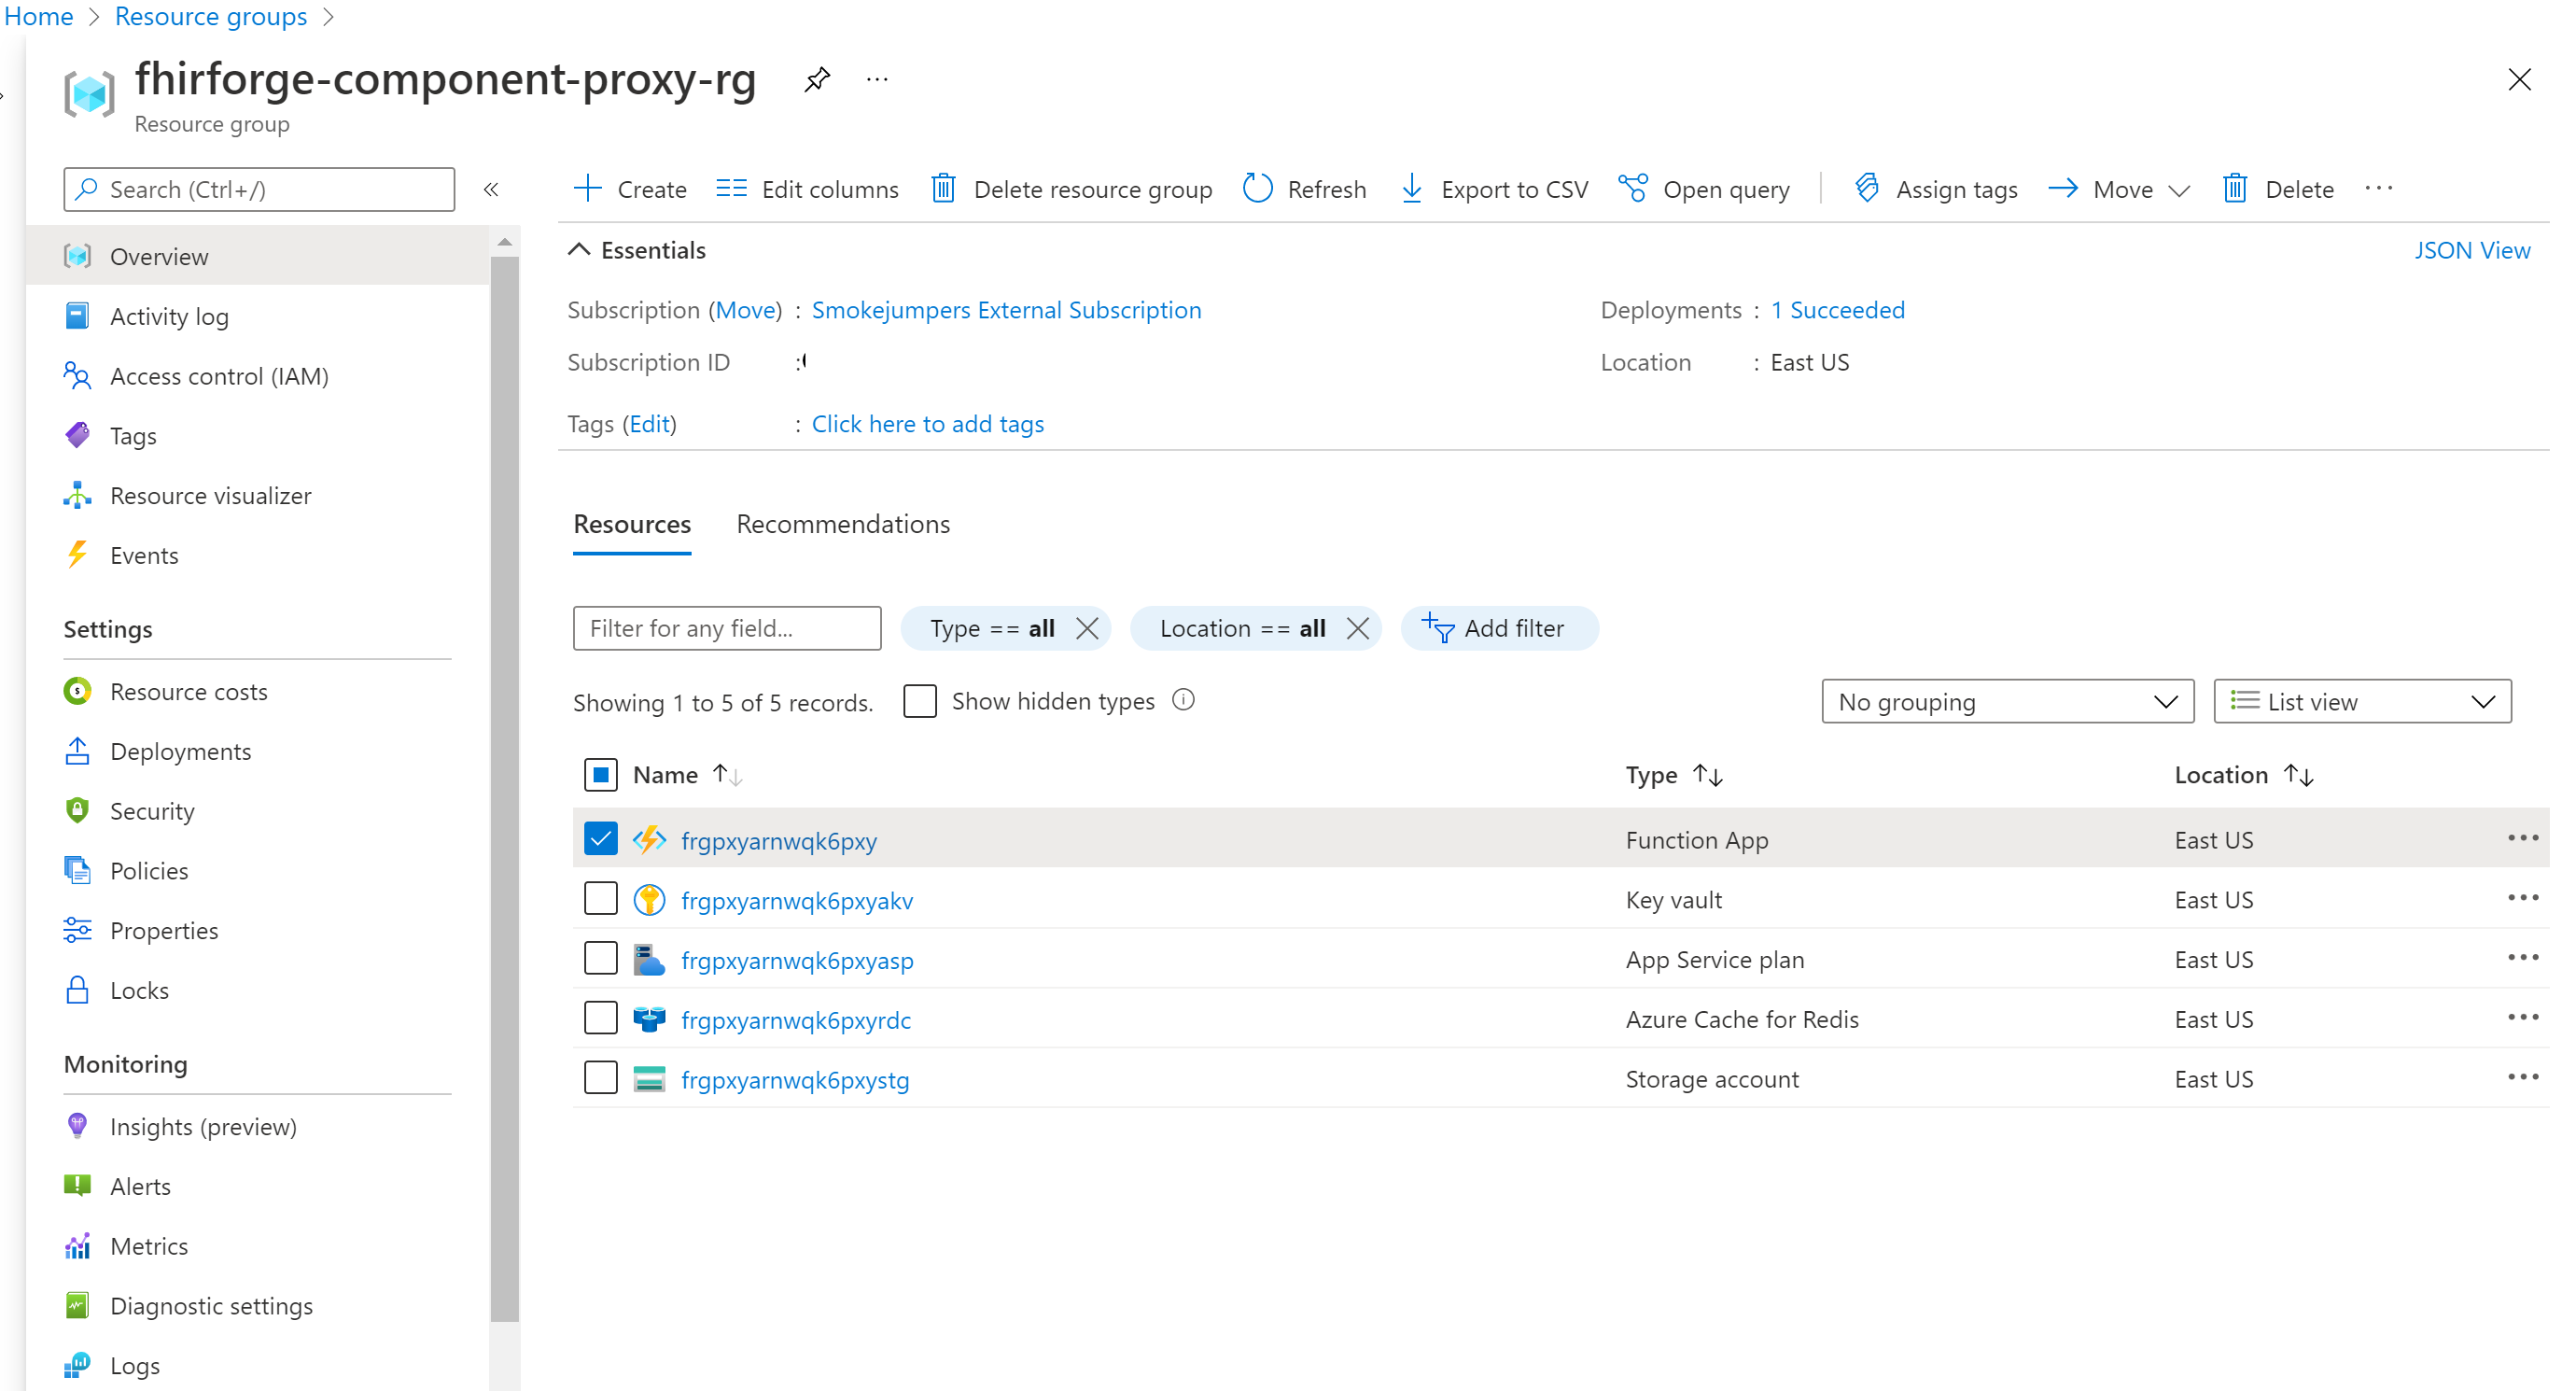 Home > Resource groups >
fhirforge-component-proxy-rg
Resource group
Search (Ctrl+/)
Overview
Activity log
Access control (IAM)
Tags
Resource visualizer
Events
Settings
Resource costs
Deployments
Security
Policies
Properties
Locks
Monitoring
Insights (preview)
Alerts
Metrics
Diagnostic settings
Logs
Create Edit columns Delete resource group Refresh Export to CSV Open query Assign tags Move Delete
Essentials JSON View
Subscription (Move) : Smokejumpers External Subscription Deployments : 1 Succeeded
Subscription ID : Location : East US
Tags (Edit) : Click here to add tags
Resources Recommendations
Filter for any field... Type == all Location == all Add filter
Showing 1 to 5 of 5 records. Show hidden types No grouping List view
Name Type Location
frgpxyarnwqk6pxy Function App East US
frgpxyarnwqk6pxyakv Key vault East US
frgpxyarnwqk6pxyasp App Service plan East US
frgpxyarnwqk6pxyrdc Azure Cache for Redis East US
frgpxyarnwqk6pxystg Storage account East US